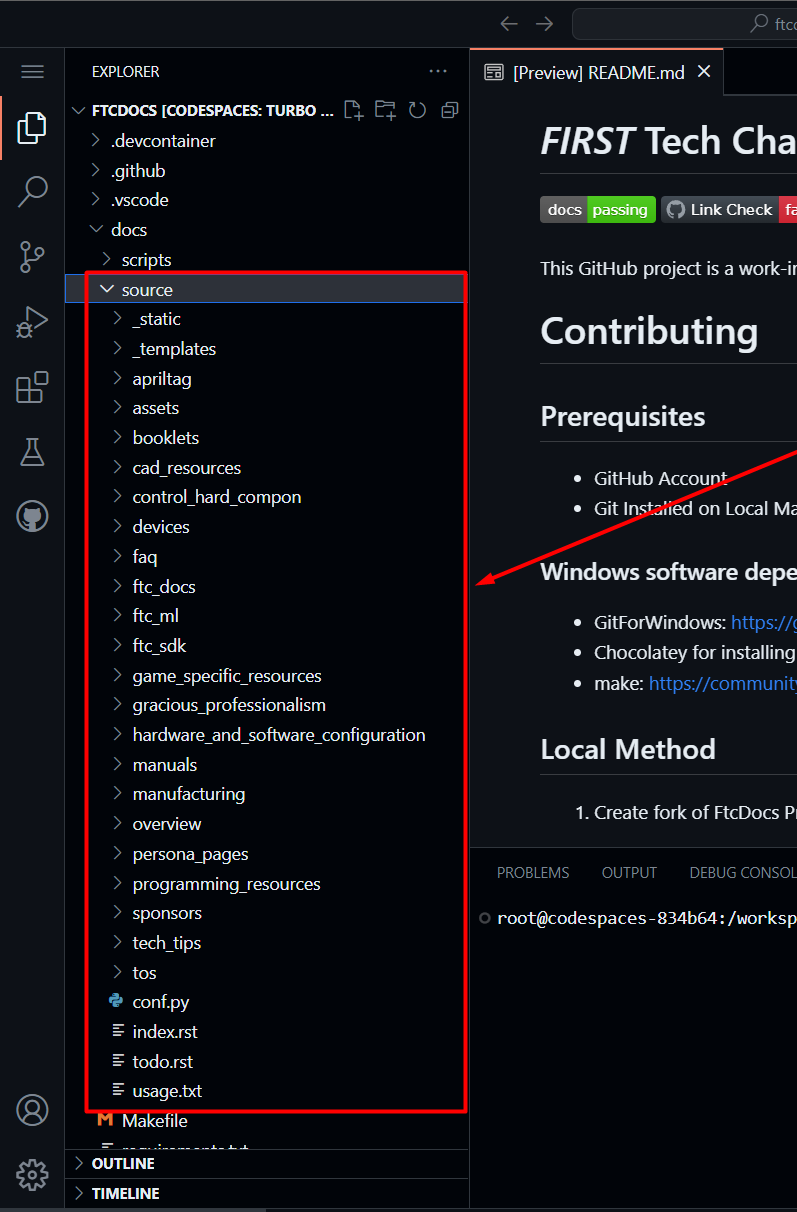 ftcd
EXPLORER
FTCDOCS [CODESPACES: TURBO ...
.devcontainer
.github
.vscode
docs
scripts
source
_static
_templates
apriltag
assets
booklets
cad_resources
control_hard_compon
devices
faq
ftc_docs
ftc_ml
ftc_sdk
game_specific_resources
gracious_professionalism
hardware_and_software_configuration
manuals
manufacturing
overview
persona_pages
programming_resources
sponsors
tech_tips
tos
conf.py
index.rst
todo.rst
usage.txt
Makefile
requirements.txt
OUTLINE
TIMELINE
[Preview] README.md
FIRST Tech Cha
docs passing Link Check fa
This GitHub project is a work-i
Contributing
Prerequisites
• GitHub Account
• Git Installed on Local Ma
Windows software depe
• GitForWindows: https://g
• Chocolatey for installing
• make: https://community
Local Method
1. Create fork of FtcDocs Pr
PROBLEMS OUTPUT DEBUG CONSOL
root@codespaces-834b64:/worksp